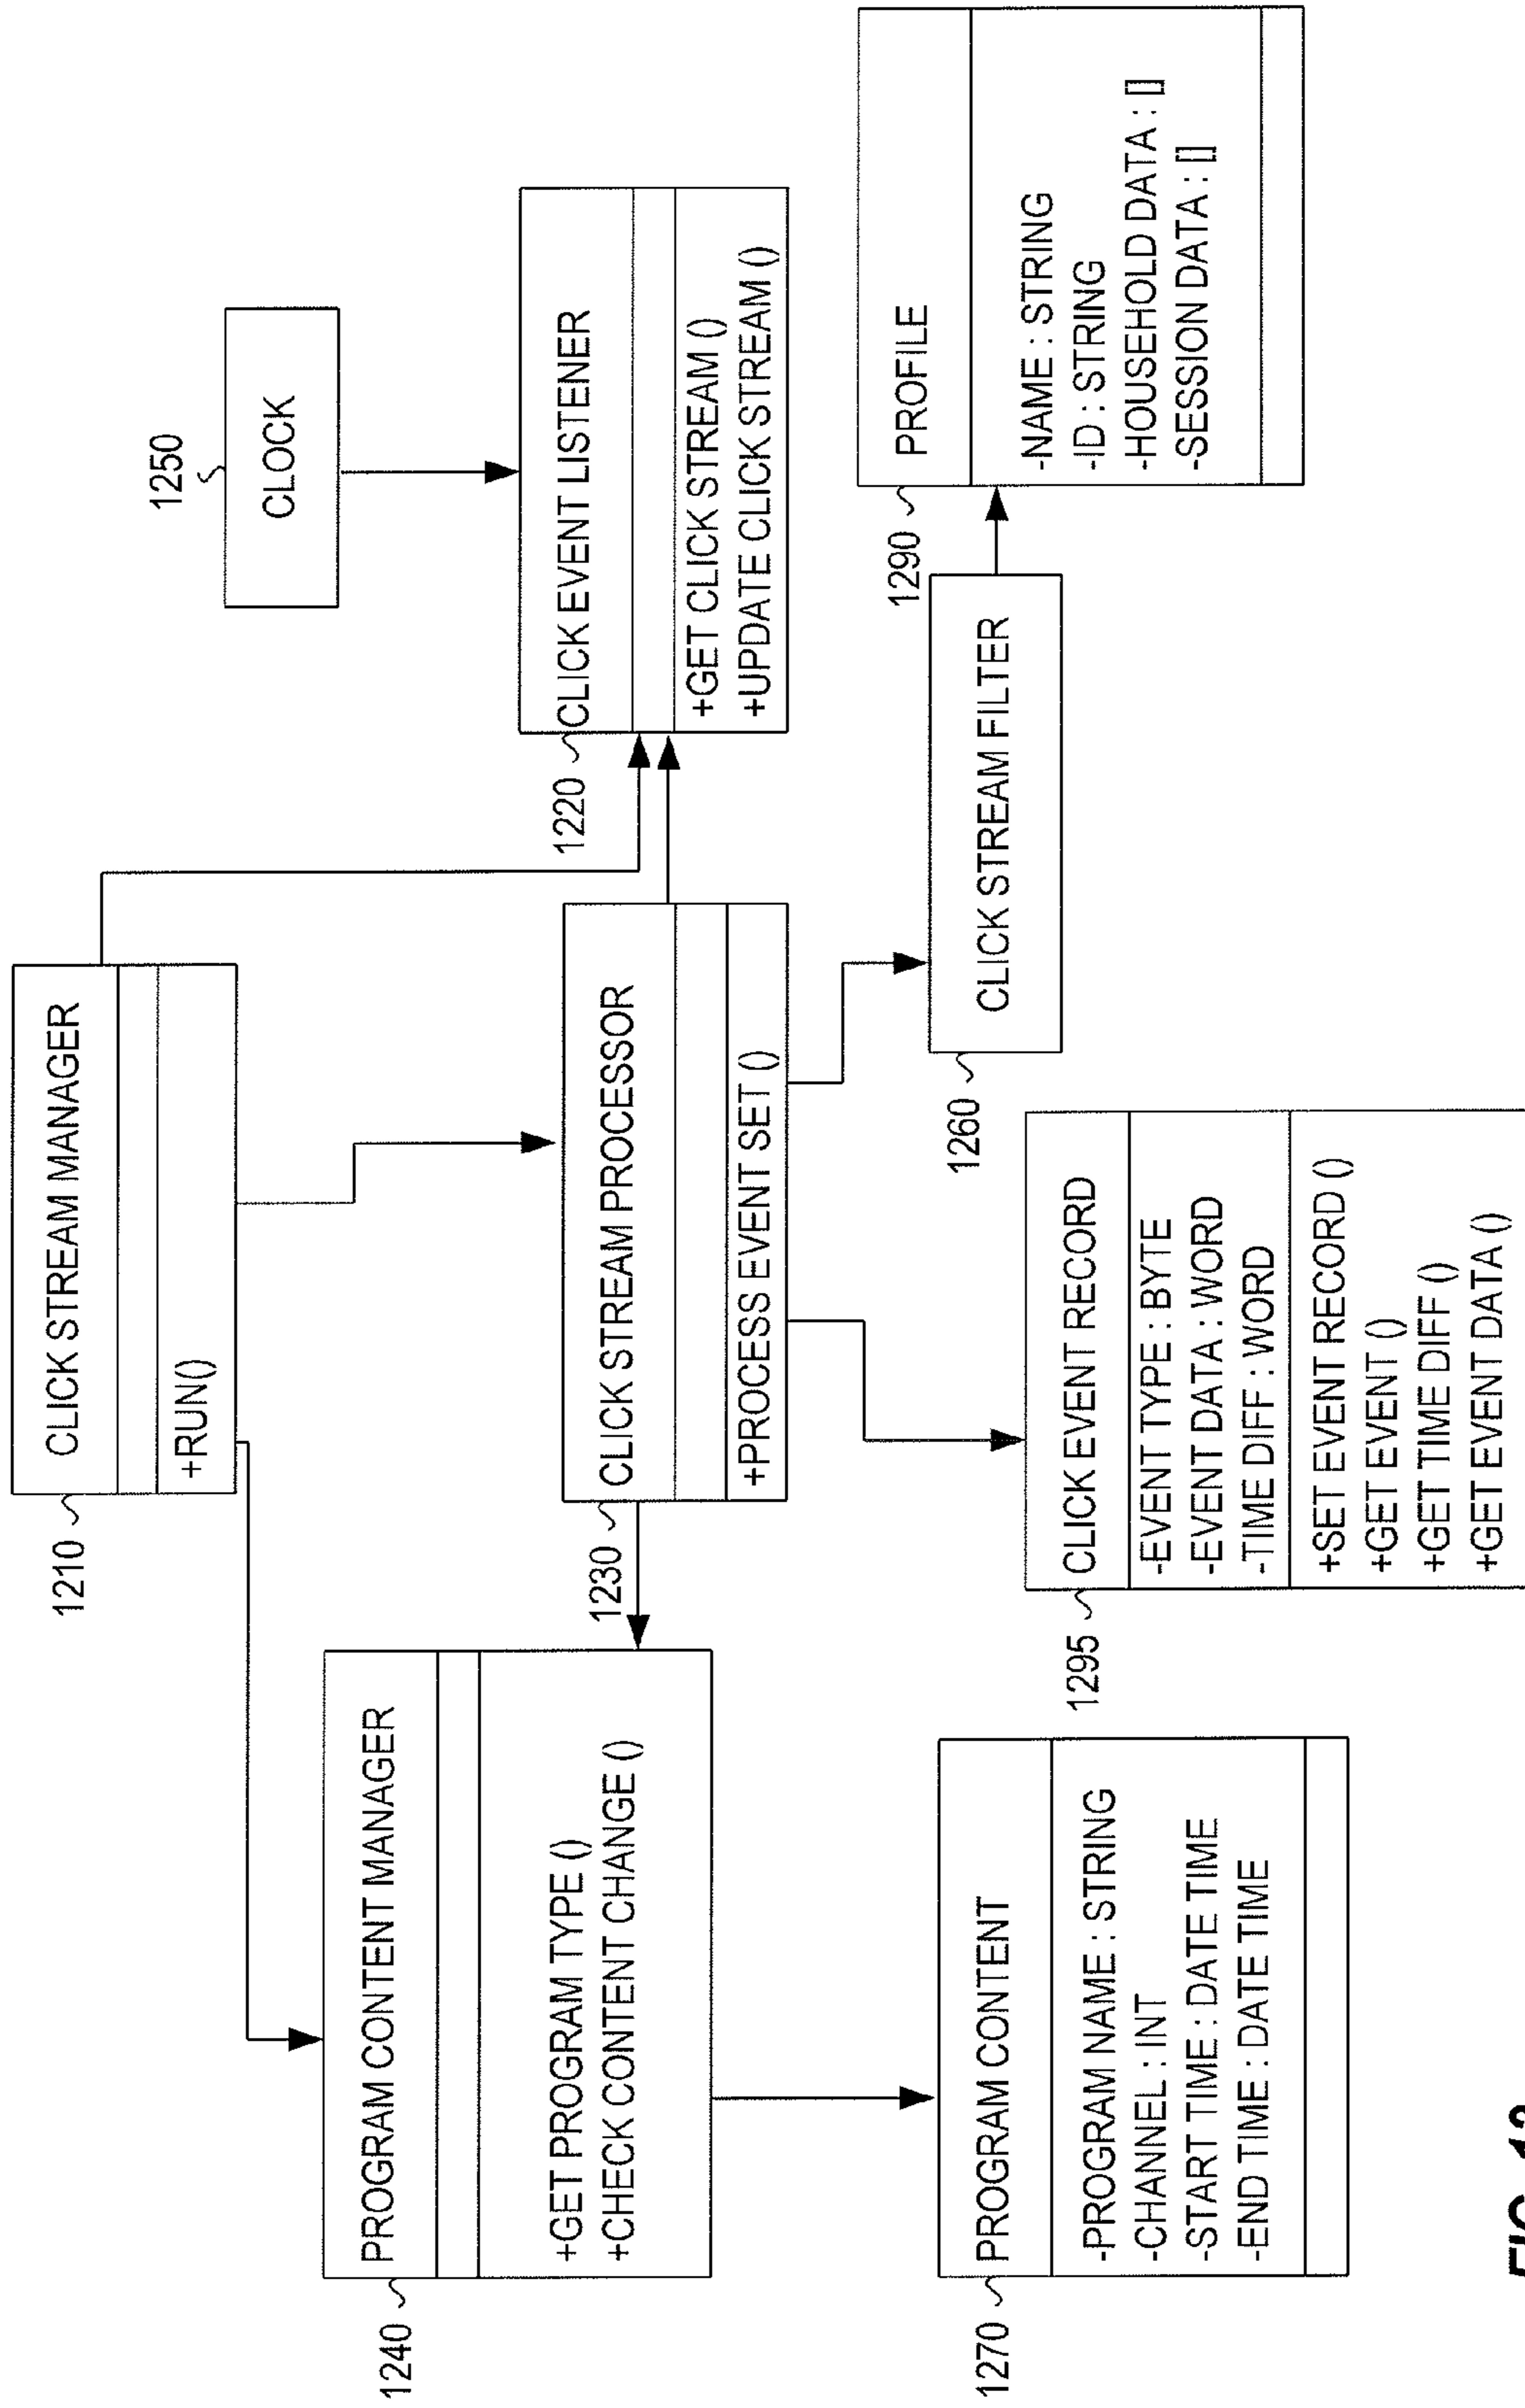 1210
CLICK STREAM MANAGER
+RUN()
1250
CLOCK
1240
PROGRAM CONTENT MANAGER
+GET PROGRAM TYPE ()
+CHECK CONTENT CHANGE ()
1230
CLICK STREAM PROCESSOR
+PROCESS EVENT SET ()
1220
CLICK EVENT LISTENER
+GET CLICK STREAM ()
+UPDATE CLICK STREAM ()
1270
PROGRAM CONTENT
-PROGRAM NAME : STRING
-CHANNEL : INT
-START TIME : DATE TIME
-END TIME : DATE TIME
1295
CLICK EVENT RECORD
-EVENT TYPE : BYTE
-EVENT DATA : WORD
-TIME DIFF : WORD
+SET EVENT RECORD ()
+GET EVENT ()
+GET TIME DIFF ()
+GET EVENT DATA ()
1260
CLICK STREAM FILTER
1290
PROFILE
-NAME : STRING
-ID : STRING
-HOUSEHOLD DATA : []
-SESSION DATA : []
FIG.